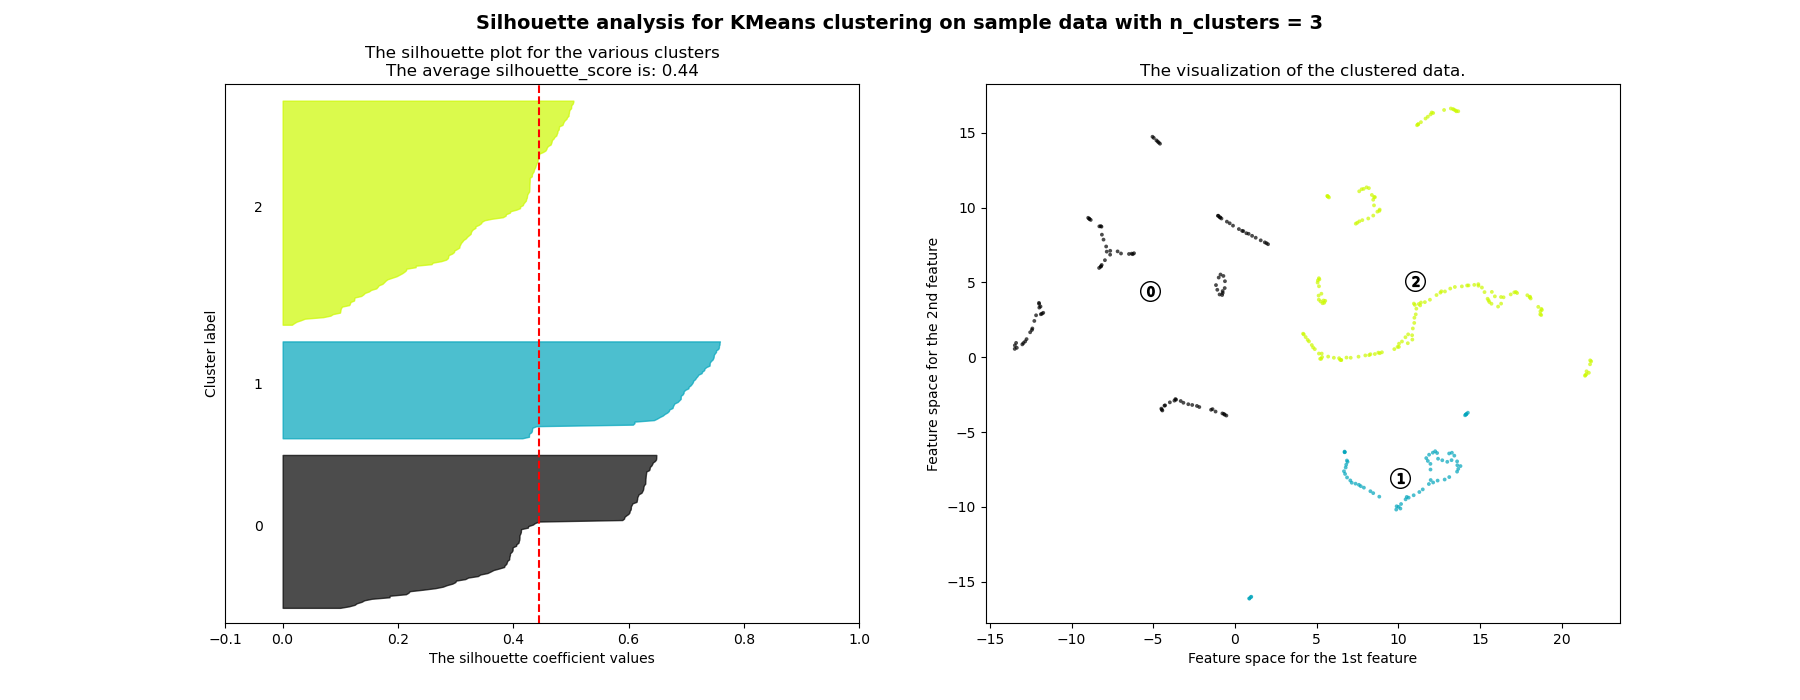 Silhouette analysis for KMeans clustering on sample data with n_clusters = 3
The silhouette plot for the various clusters
The average silhouette_score is: 0.44
Cluster label
2
1
0
−0.1 0.0 0.2 0.4 0.6 0.8 1.0
The silhouette coefficient values
The visualization of the clustered data.
Feature space for the 2nd feature
15
10
5
0
−5
−10
−15
0
2
1
−15 −10 −5 0 5 10 15 20
Feature space for the 1st feature